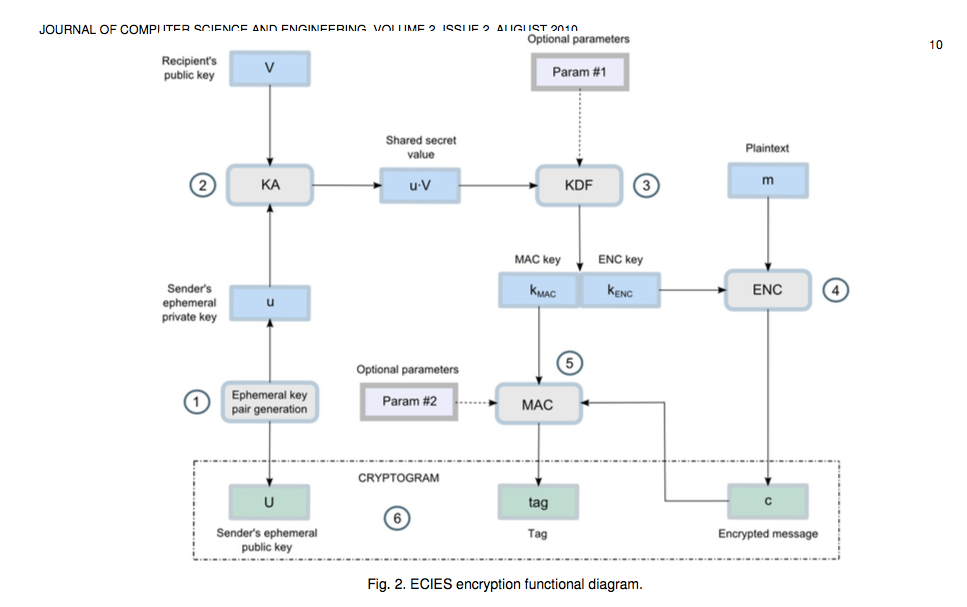 JOURNAL OF COMPUTER SCIENCE AND ENGINEERING, VOLUME 2, ISSUE 2, AUGUST 2010
10
Optional parameters
Param #1
Recipient's
public key
V
Shared secret
value
Plaintext
2
KA
u·V
KDF
3
m
MAC key
ENC key
kMAC
kENC
ENC
4
Sender's
ephemeral
private key
u
5
Optional parameters
1
Ephemeral key
pair generation
Param #2
MAC
CRYPTOGRAM
U
6
tag
c
Sender's ephemeral
public key
Tag
Encrypted message
Fig. 2. ECIES encryption functional diagram.